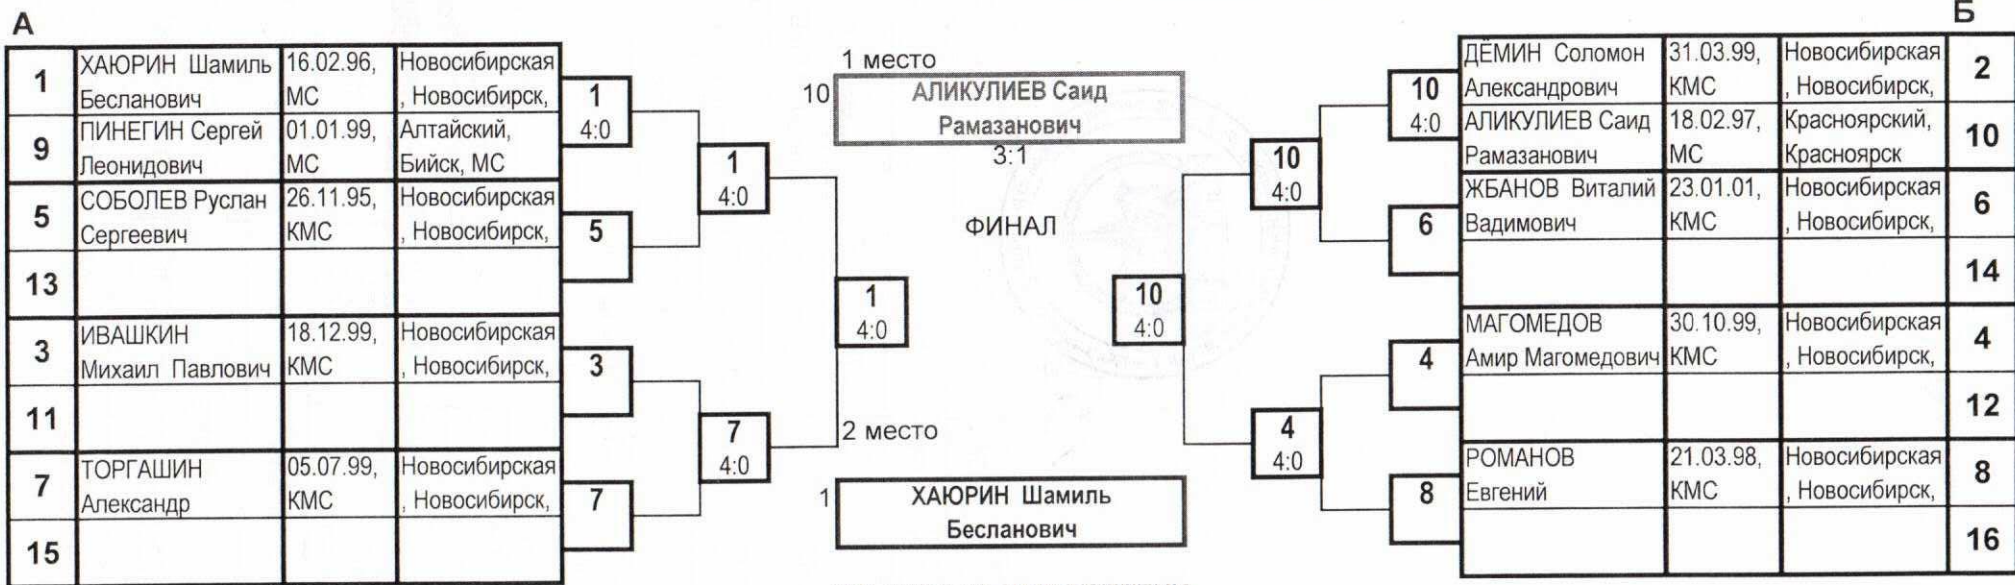 А
Б
1
ХАЮРИН Шамиль
Бесланович
16.02.96,
МС
Новосибирская
, Новосибирск,
9
ПИНЕГИН Сергей
Леонидович
01.01.99,
МС
Алтайский,
Бийск, МС
5
СОБОЛЕВ Руслан
Сергеевич
26.11.95,
КМС
Новосибирская
, Новосибирск,
13
3
ИВАШКИН
Михаил Павлович
18.12.99,
КМС
Новосибирская
, Новосибирск,
11
7
ТОРГАШИН
Александр
05.07.99,
КМС
Новосибирская
, Новосибирск,
15
1
4:0
5
3
7
1
4:0
7
4:0
1
4:0
1 место
10
АЛИКУЛИЕВ Саид
Рамазанович
3:1
ФИНАЛ
2 место
1
ХАЮРИН Шамиль
Бесланович
10
4:0
10
4:0
4
4:0
10
4:0
6
4
8
ДЁМИН Соломон
Александрович
31.03.99,
КМС
Новосибирская
, Новосибирск,
2
АЛИКУЛИЕВ Саид
Рамазанович
18.02.97,
МС
Красноярский,
Красноярск
10
ЖБАНОВ Виталий
Вадимович
23.01.01,
КМС
Новосибирская
, Новосибирск,
6
14
МАГОМЕДОВ
Амир Магомедович
30.10.99,
КМС
Новосибирская
, Новосибирск,
4
12
РОМАНОВ
Евгений
21.03.98,
КМС
Новосибирская
, Новосибирск,
8
16